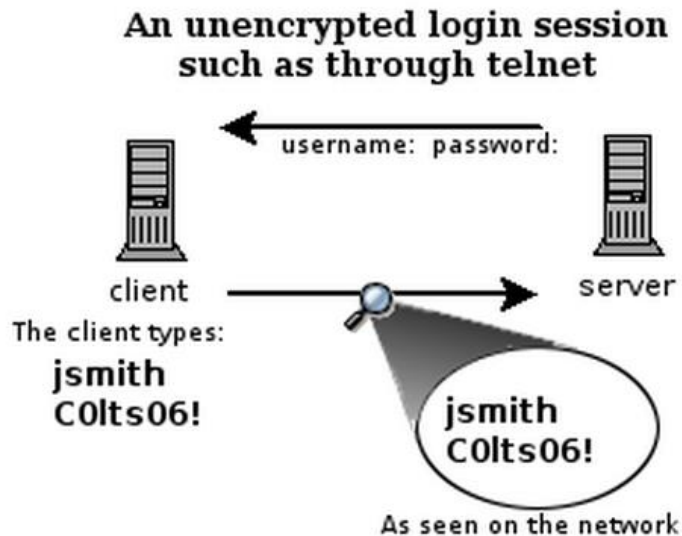 An unencrypted login session
such as through telnet
username: password:
client
server
The client types:
jsmith
C0lts06!
jsmith
C0lts06!
As seen on the network